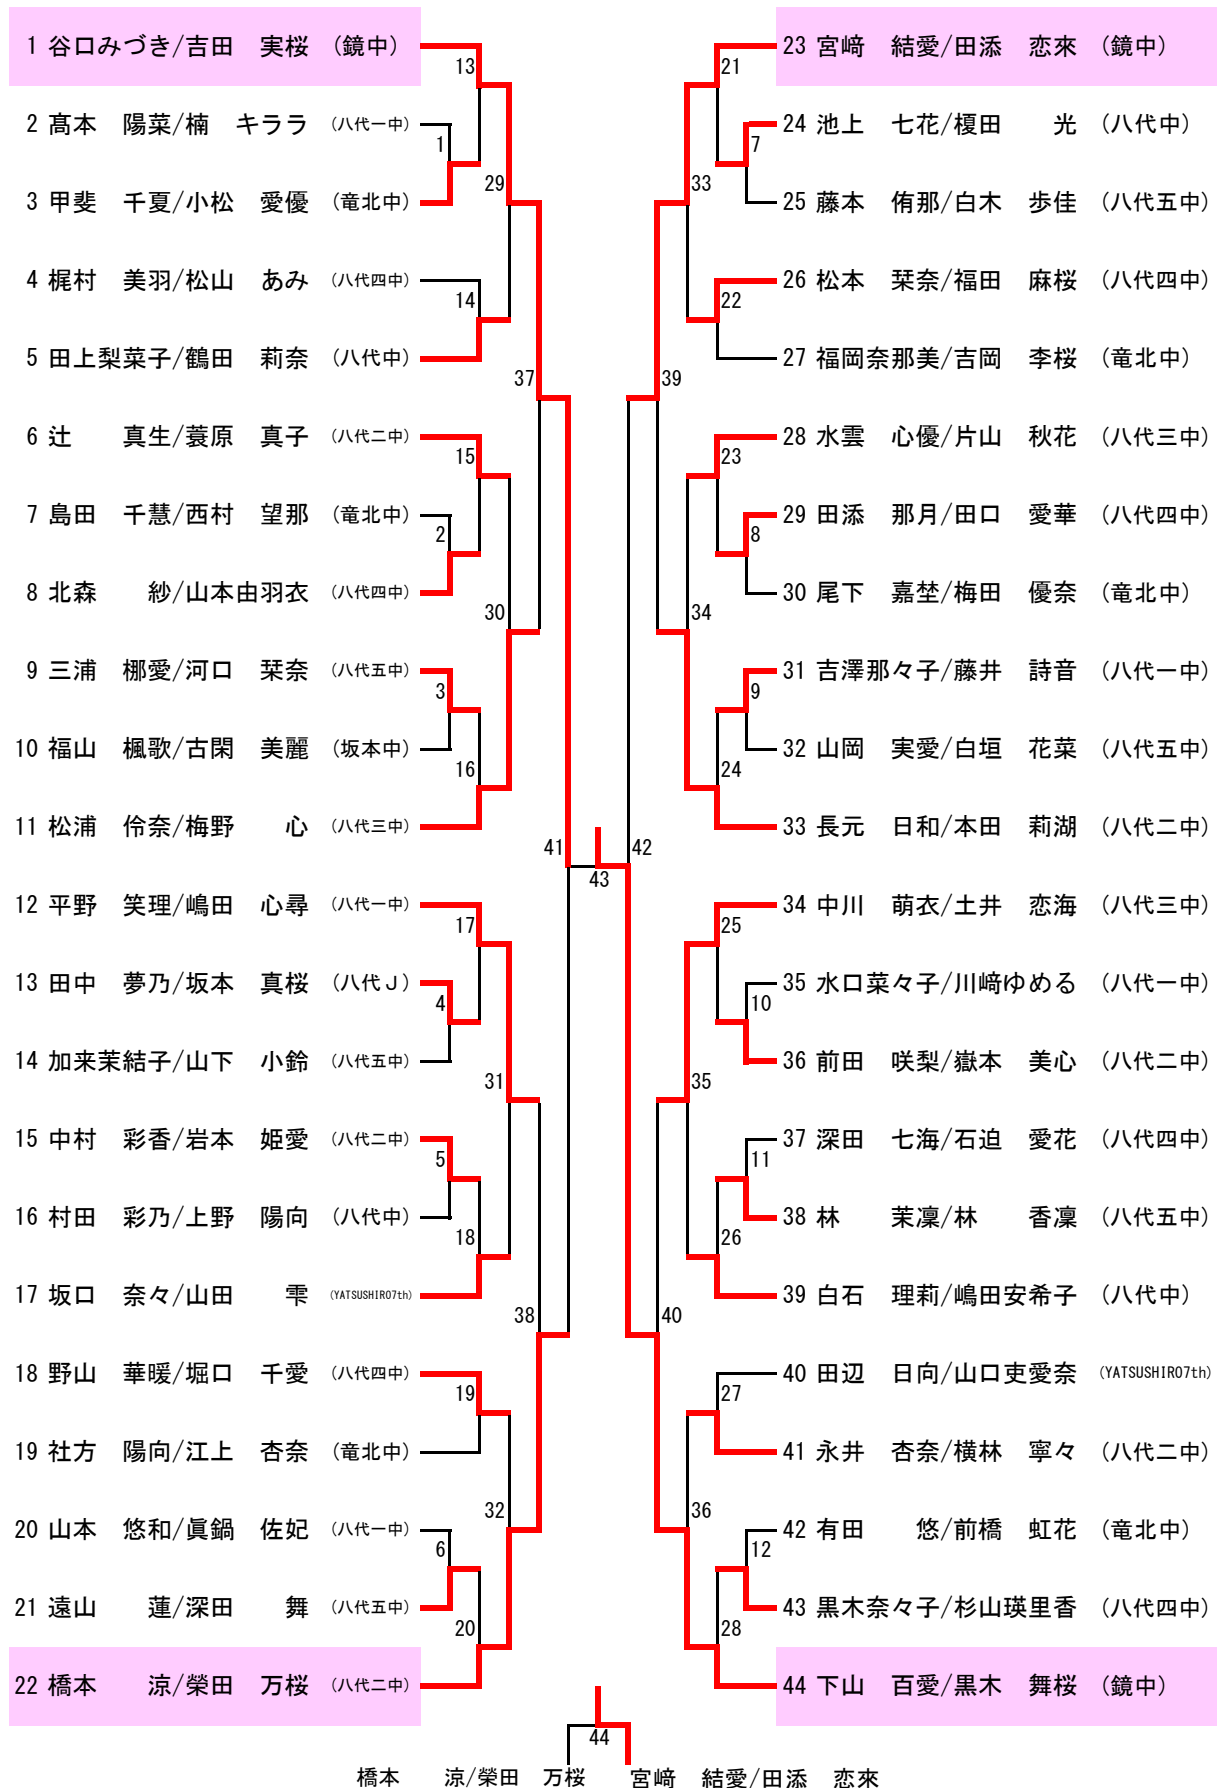 1 谷口みづき/吉田　実桜 (鏡中)
2 髙本　陽菜/楠　キララ (八代一中)
3 甲斐　千夏/小松　愛優 (竜北中)
4 梶村　美羽/松山　あみ (八代四中)
5 田上梨菜子/鶴田　莉奈 (八代中)
6 辻　　真生/蓑原　真子 (八代二中)
7 島田　千慧/西村　望那 (竜北中)
8 北森　　紗/山本由羽衣 (八代四中)
9 三浦　梛愛/河口　栞奈 (八代五中)
10 福山　楓歌/古閑　美麗 (坂本中)
11 松浦　伶奈/梅野　　心 (八代三中)
12 平野　笑理/嶋田　心尋 (八代一中)
13 田中　夢乃/坂本　真桜 (八代Ｊ)
14 加来茉結子/山下　小鈴 (八代五中)
15 中村　彩香/岩本　姫愛 (八代二中)
16 村田　彩乃/上野　陽向 (八代中)
17 坂口　奈々/山田　　雫 (YATSUSHIRO7th)
18 野山　華暖/堀口　千愛 (八代四中)
19 社方　陽向/江上　杏奈 (竜北中)
20 山本　悠和/眞鍋　佐妃 (八代一中)
21 遠山　　蓮/深田　　舞 (八代五中)
22 橋本　　涼/榮田　万桜 (八代二中)
13
1
29
14
37
15
2
30
3
16
41
17
4
31
5
18
38
19
32
6
20
43
44
21
7
33
22
39
23
8
34
9
24
42
25
10
35
11
26
40
27
36
12
28
23 宮﨑　結愛/田添　恋來 (鏡中)
24 池上　七花/榎田　　光 (八代中)
25 藤本　侑那/白木　歩佳 (八代五中)
26 松本　栞奈/福田　麻桜 (八代四中)
27 福岡奈那美/吉岡　李桜 (竜北中)
28 水雲　心優/片山　秋花 (八代三中)
29 田添　那月/田口　愛華 (八代四中)
30 尾下　嘉埜/梅田　優奈 (竜北中)
31 吉澤那々子/藤井　詩音 (八代一中)
32 山岡　実愛/白垣　花菜 (八代五中)
33 長元　日和/本田　莉湖 (八代二中)
34 中川　萌衣/土井　恋海 (八代三中)
35 水口菜々子/川﨑ゆめる (八代一中)
36 前田　咲梨/嶽本　美心 (八代二中)
37 深田　七海/石迫　愛花 (八代四中)
38 林　　茉凜/林　　香凜 (八代五中)
39 白石　理莉/嶋田安希子 (八代中)
40 田辺　日向/山口吏愛奈 (YATSUSHIRO7th)
41 永井　杏奈/横林　寧々 (八代二中)
42 有田　　悠/前橋　虹花 (竜北中)
43 黒木奈々子/杉山瑛里香 (八代四中)
44 下山　百愛/黒木　舞桜 (鏡中)
橋本　　涼/榮田　万桜　宮﨑　結愛/田添　恋來